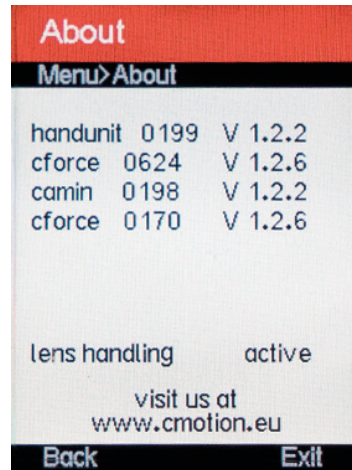 About
Menu>About
handunit 0199 V 1.2.2
cforce 0624 V 1.2.6
camin 0198 V 1.2.2
cforce 0170 V 1.2.6
lens handling active
visit us at
www.cmotion.eu
Back Exit